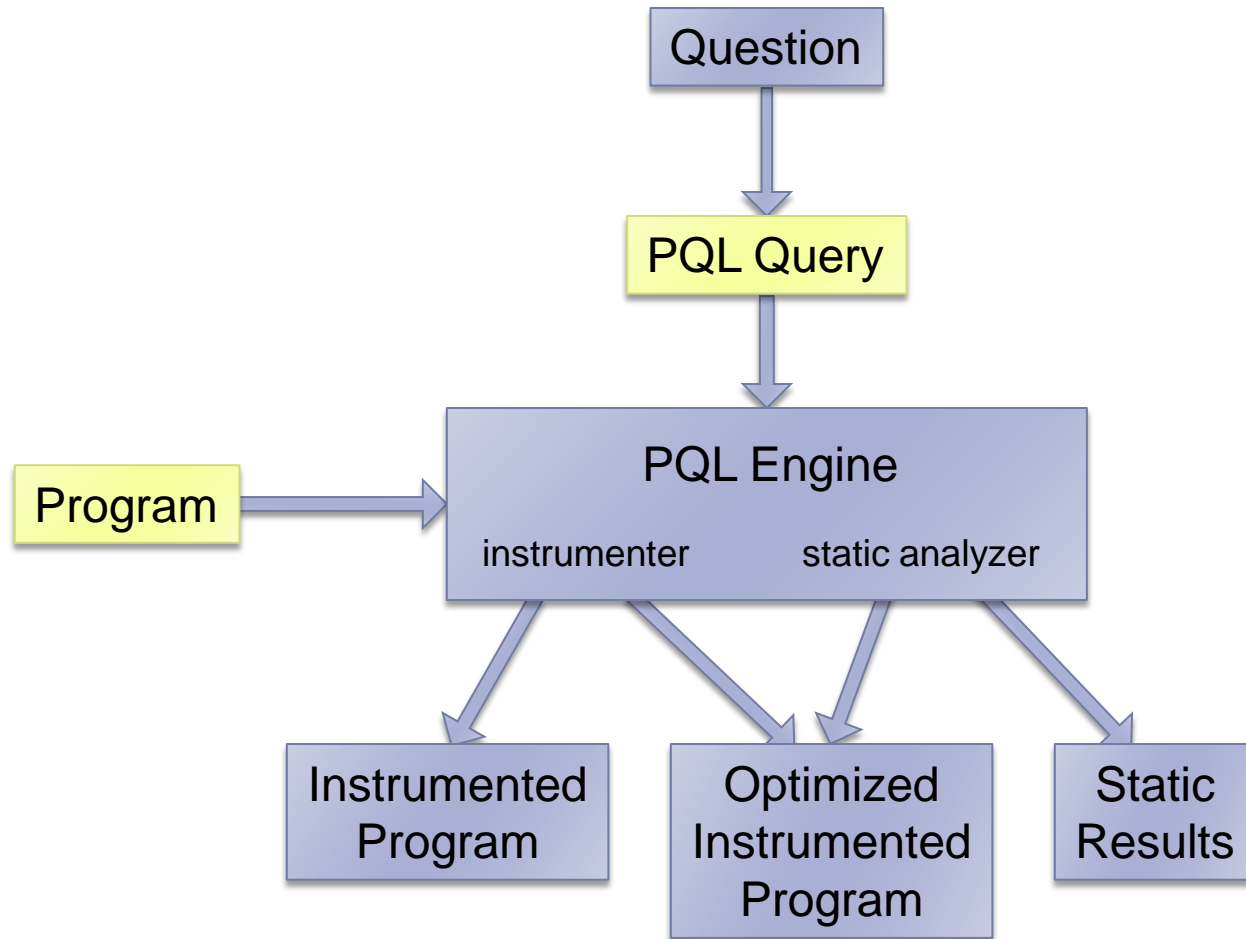 Question
PQL Query
PQL Engine
Program
instrumenter
static analyzer
Instrumented
Program
Optimized
Instrumented
Program
Static
Results